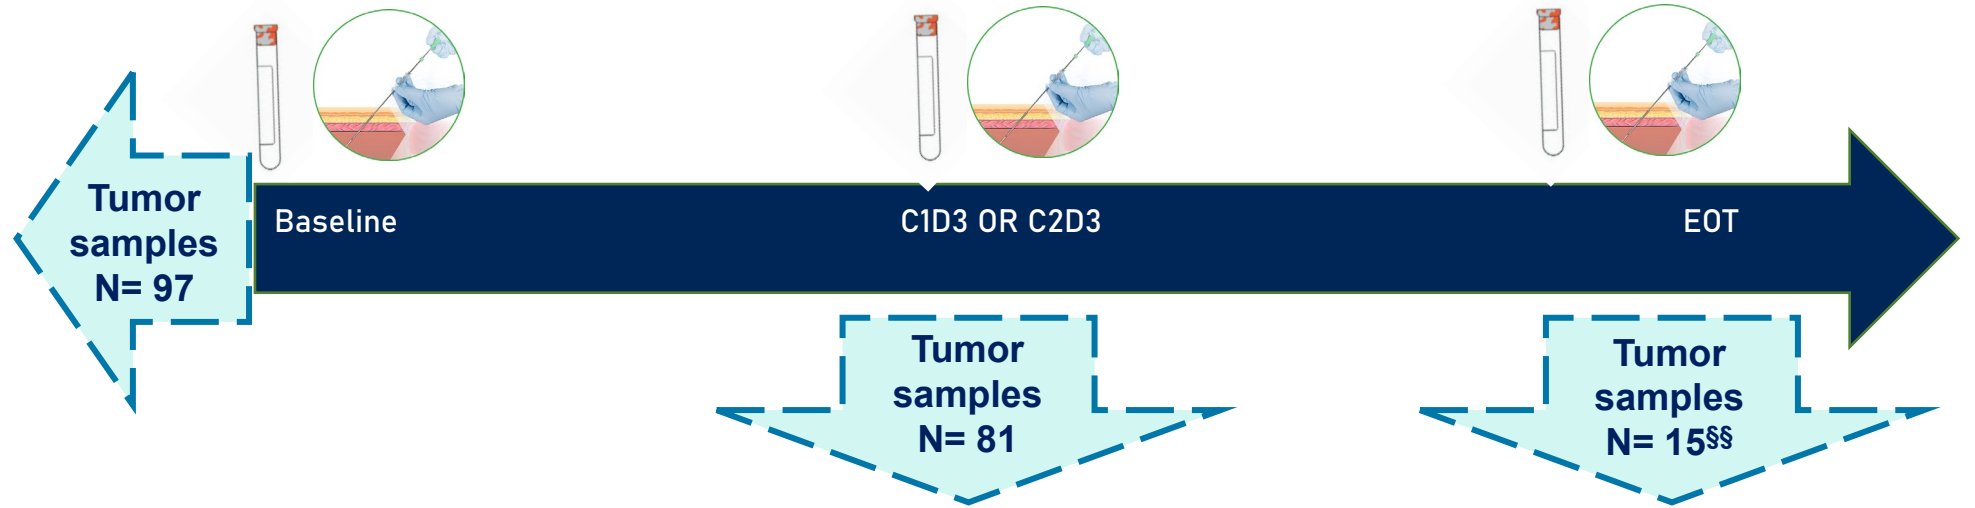 Baseline
C1D3 OR C2D3
EOT
Tumor
samples
N= 97
Tumor
samples
N= 81
Tumor
samples
N= 15§§